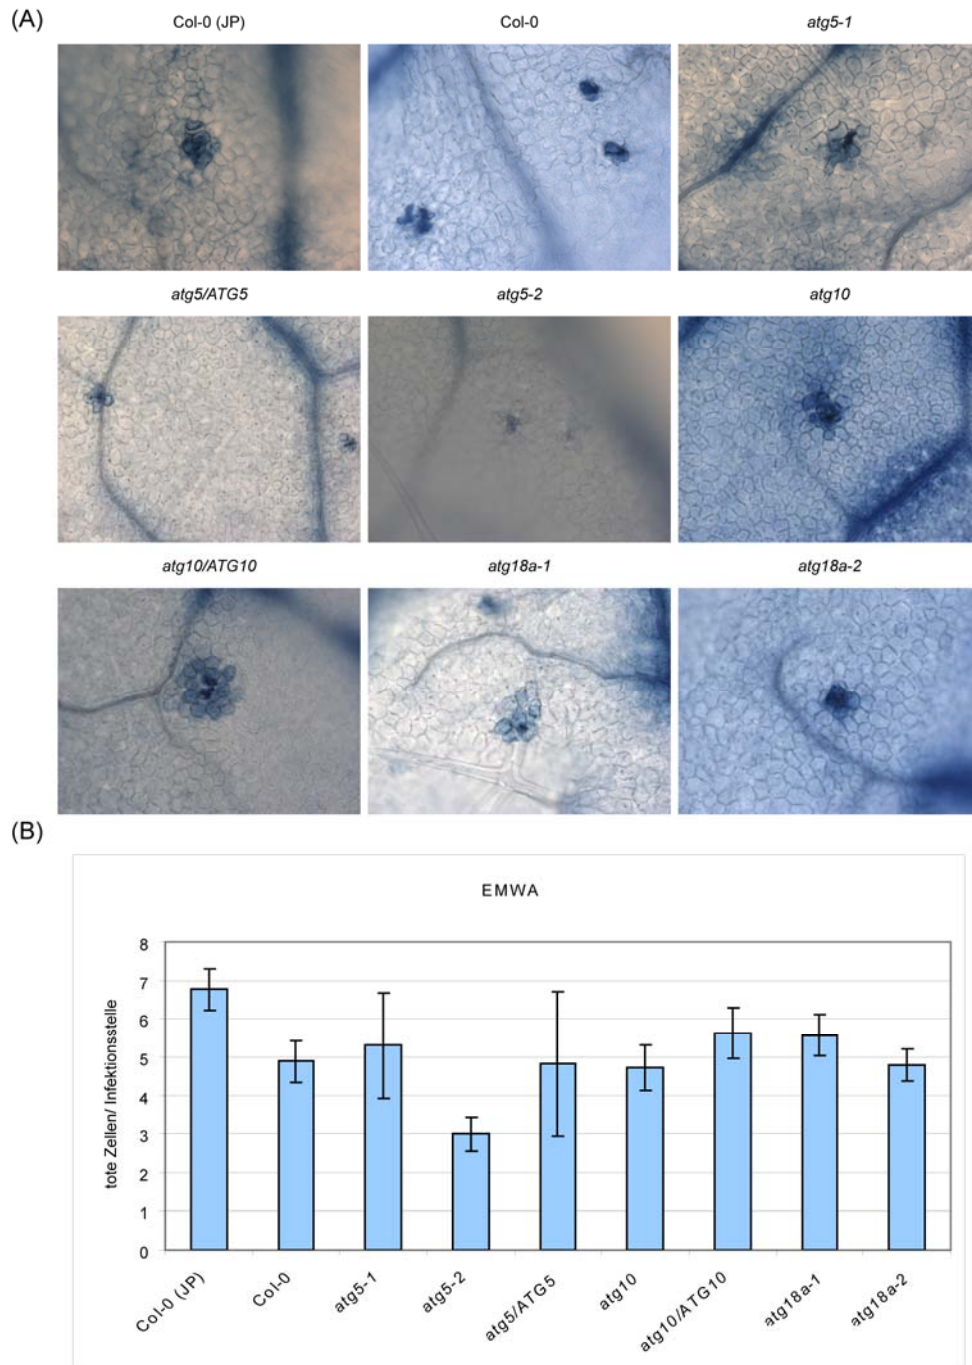 (A)
Col-0 (JP) Col-0 atg5-1
atg5/ATG5 atg5-2 atg10
atg10/ATG10 atg18a-1 atg18a-2
(B)
EMWA
tote Zellen/ Infektionsstelle
8
7
6
5
4
3
2
1
0
Col-0 (JP) Col-0 atg5-1 atg5-2 atg5/ATG5 atg10 atg10/ATG10 atg18a-1 atg18a-2